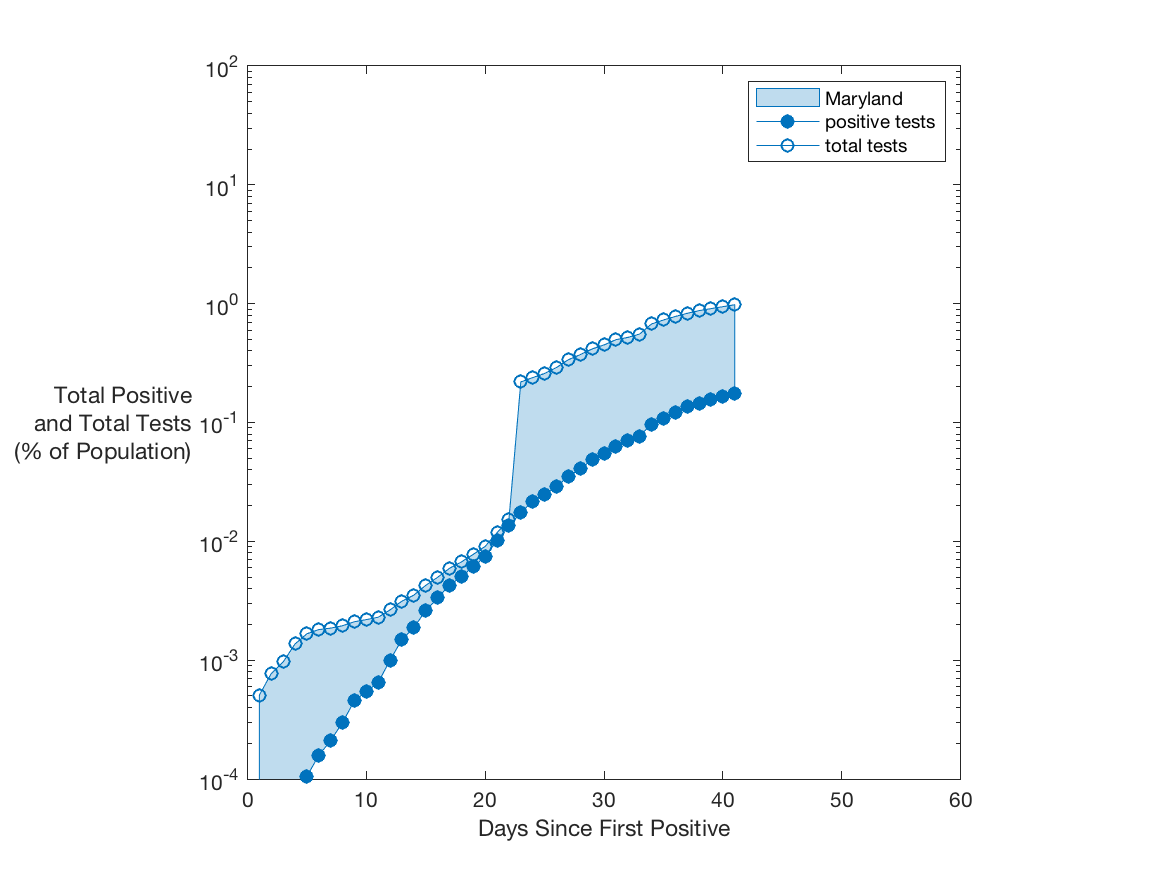 10^2
10^1
10^0
10^-1
10^-2
10^-3
10^-4
Total Positive
and Total Tests
(% of Population)
Maryland
positive tests
total tests
0 10 20 30 40 50 60
Days Since First Positive